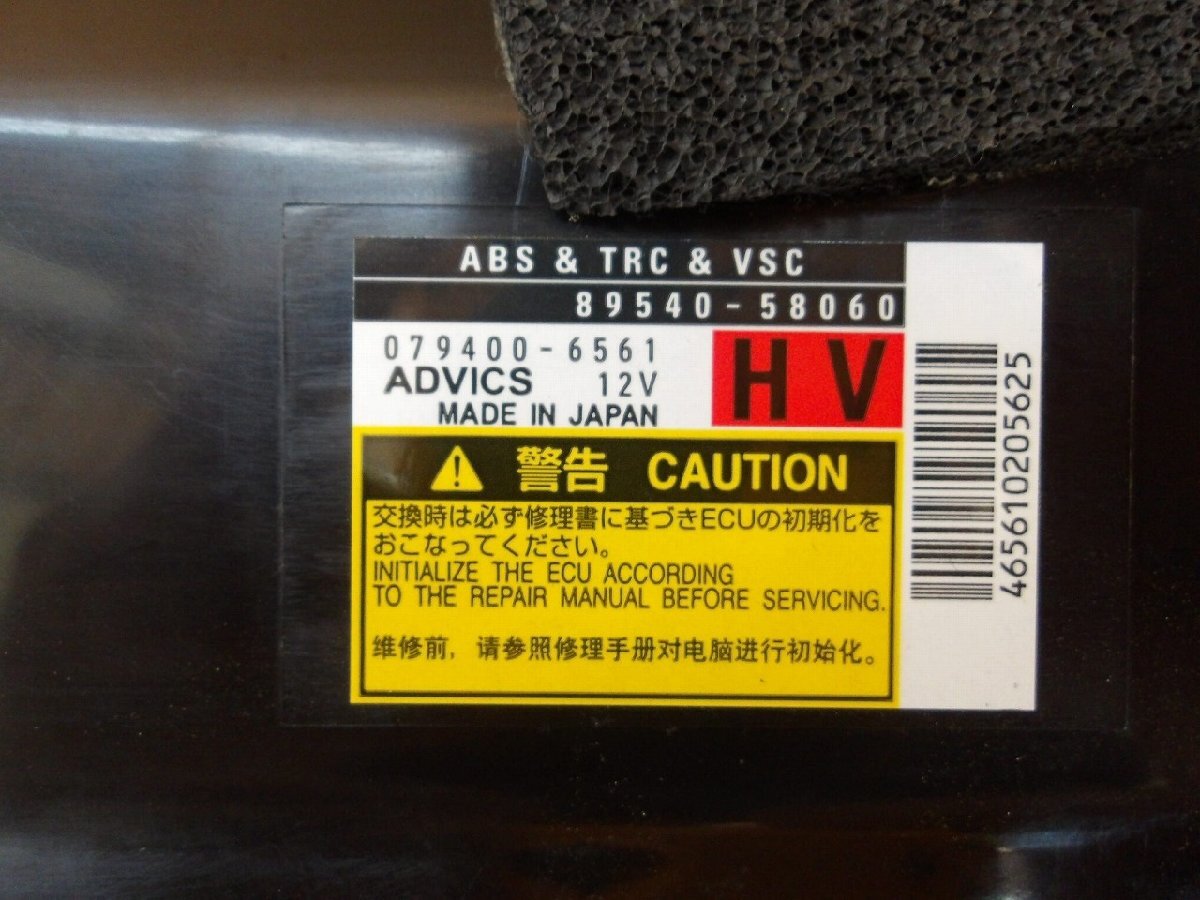 ABS & TRC & VSC
89540-58060
079400-6561
ADVICS 12V
MADE IN JAPAN
HV
警告 CAUTION
交換時は必ず修理書に基づきECUの初期化を
おこなってください。
INITIALIZE THE ECU ACCORDING
TO THE REPAIR MANUAL BEFORE SERVICING.
维修前，请参照修理手册对电脑进行初始化。
46561020562​5